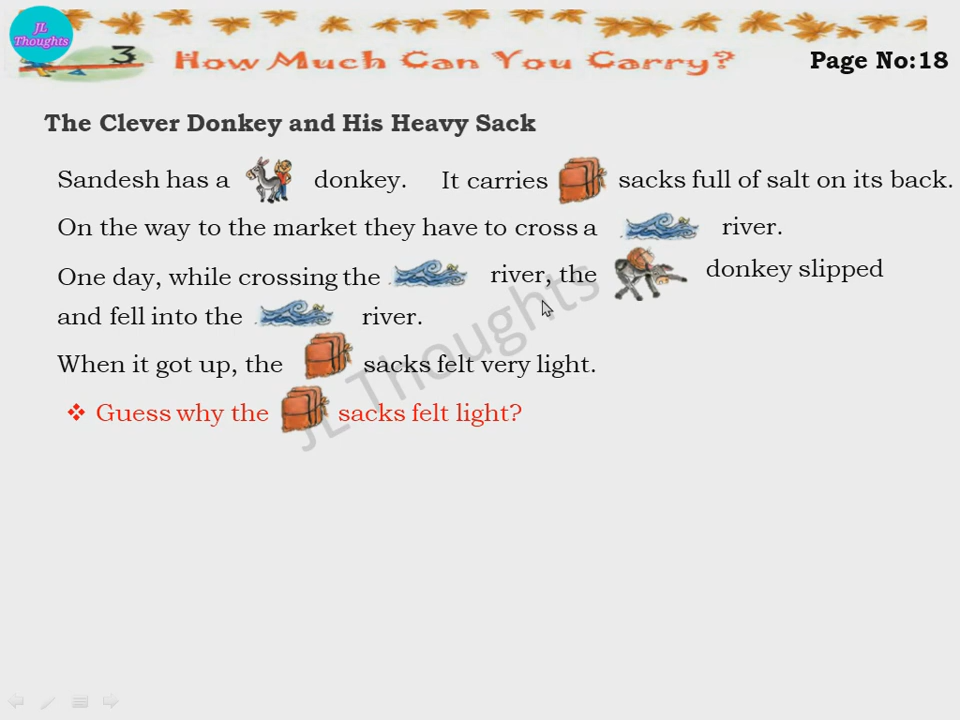 JL
Thoughts
3 How Much Can You Carry? Page No:18
The Clever Donkey and His Heavy Sack
Sandesh has a donkey. It carries sacks full of salt on its back.
On the way to the market they have to cross a river.
One day, while crossing the river, the donkey slipped
and fell into the river.
When it got up, the sacks felt very light.
❖ Guess why the sacks felt light?
JL Thoughts